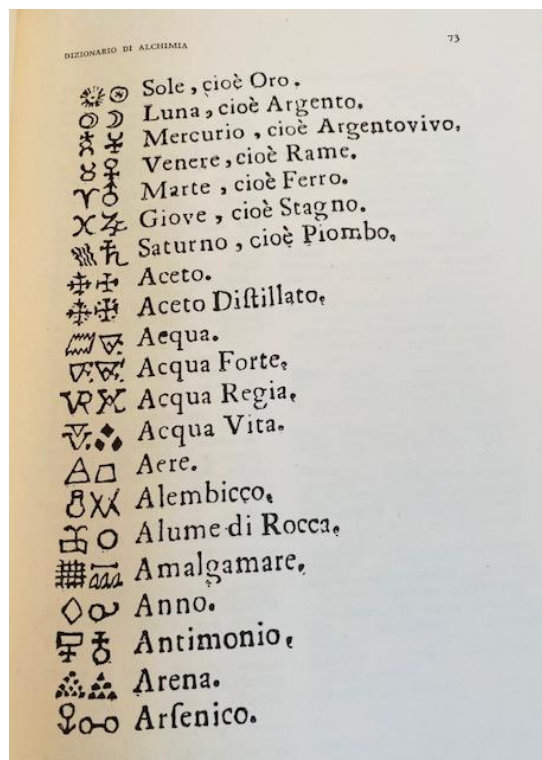 DIZIONARIO DI ALCHIMIA
73
Sole, cioè Oro.
Luna, cioè Argento.
Mercurio, cioè Argentovivo.
Venere, cioè Rame.
Marte, cioè Ferro.
Giove, cioè Stagno.
Saturno, cioè Piombo.
Aceto.
Aceto Diſtillato.
Acqua.
Acqua Forte.
Acqua Regia.
Acqua Vita.
Aere.
Alembicco.
Alume di Rocca.
Amalgamare.
Anno.
Antimonio.
Arena.
Arſenico.